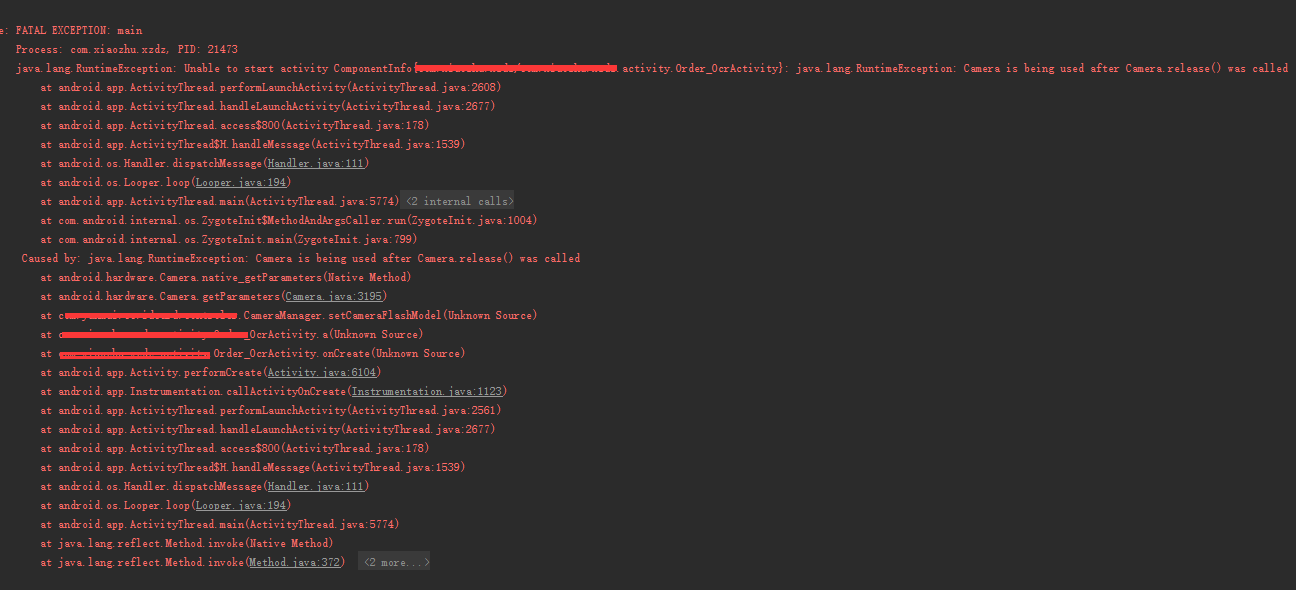 e: FATAL EXCEPTION: main
Process: com.xiaozhu.xzdz, PID: 21473
java.lang.RuntimeException: Unable to start activity ComponentInfo{ activity.Order_OcrActivity}: java.lang.RuntimeException: Camera is being used after Camera.release() was called
at android.app.ActivityThread.performLaunchActivity(ActivityThread.java:2608)
at android.app.ActivityThread.handleLaunchActivity(ActivityThread.java:2677)
at android.app.ActivityThread.access$800(ActivityThread.java:178)
at android.app.ActivityThread$H.handleMessage(ActivityThread.java:1539)
at android.os.Handler.dispatchMessage(Handler.java:111)
at android.os.Looper.loop(Looper.java:194)
at android.app.ActivityThread.main(ActivityThread.java:5774) <2 internal calls>
at com.android.internal.os.ZygoteInit$MethodAndArgsCaller.run(ZygoteInit.java:1004)
at com.android.internal.os.ZygoteInit.main(ZygoteInit.java:799)
Caused by: java.lang.RuntimeException: Camera is being used after Camera.release() was called
at android.hardware.Camera.native_getParameters(Native Method)
at android.hardware.Camera.getParameters(Camera.java:3195)
at .CameraManager.setCameraFlashModel(Unknown Source)
at OcrActivity.a(Unknown Source)
at Order_OcrActivity.onCreate(Unknown Source)
at android.app.Activity.performCreate(Activity.java:6104)
at android.app.Instrumentation.callActivityOnCreate(Instrumentation.java:1123)
at android.app.ActivityThread.performLaunchActivity(ActivityThread.java:2561)
at android.app.ActivityThread.handleLaunchActivity(ActivityThread.java:2677)
at android.app.ActivityThread.access$800(ActivityThread.java:178)
at android.app.ActivityThread$H.handleMessage(ActivityThread.java:1539)
at android.os.Handler.dispatchMessage(Handler.java:111)
at android.os.Looper.loop(Looper.java:194)
at android.app.ActivityThread.main(ActivityThread.java:5774)
at java.lang.reflect.Method.invoke(Native Method)
at java.lang.reflect.Method.invoke(Method.java:372) <2 more...>